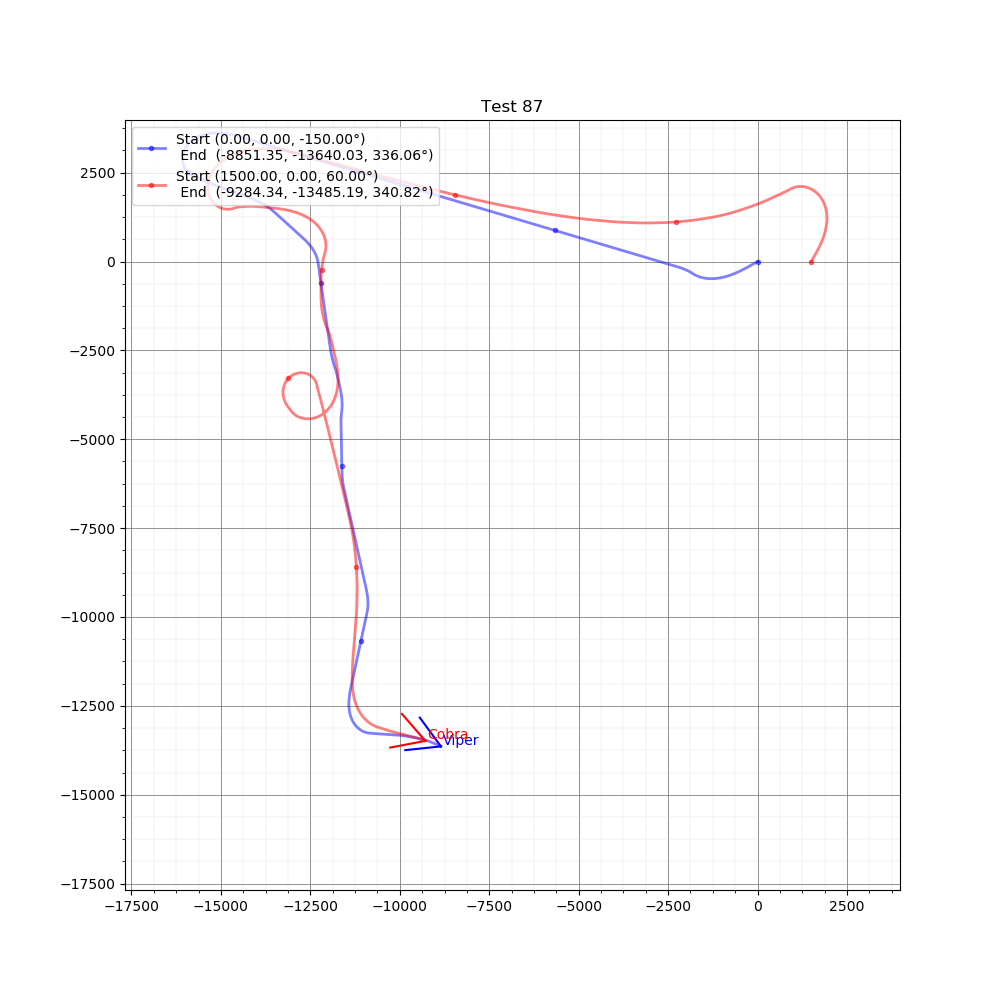 Test 87
Start (0.00, 0.00, -150.00°)
End (-8851.35, -13640.03, 336.06°)
Start (1500.00, 0.00, 60.00°)
End (-9284.34, -13485.19, 340.82°)
2500
0
−2500
−5000
−7500
−10000
−12500
−15000
−17500
Cobra
Viper
−17500 −15000 −12500 −10000 −7500 −5000 −2500 0 2500